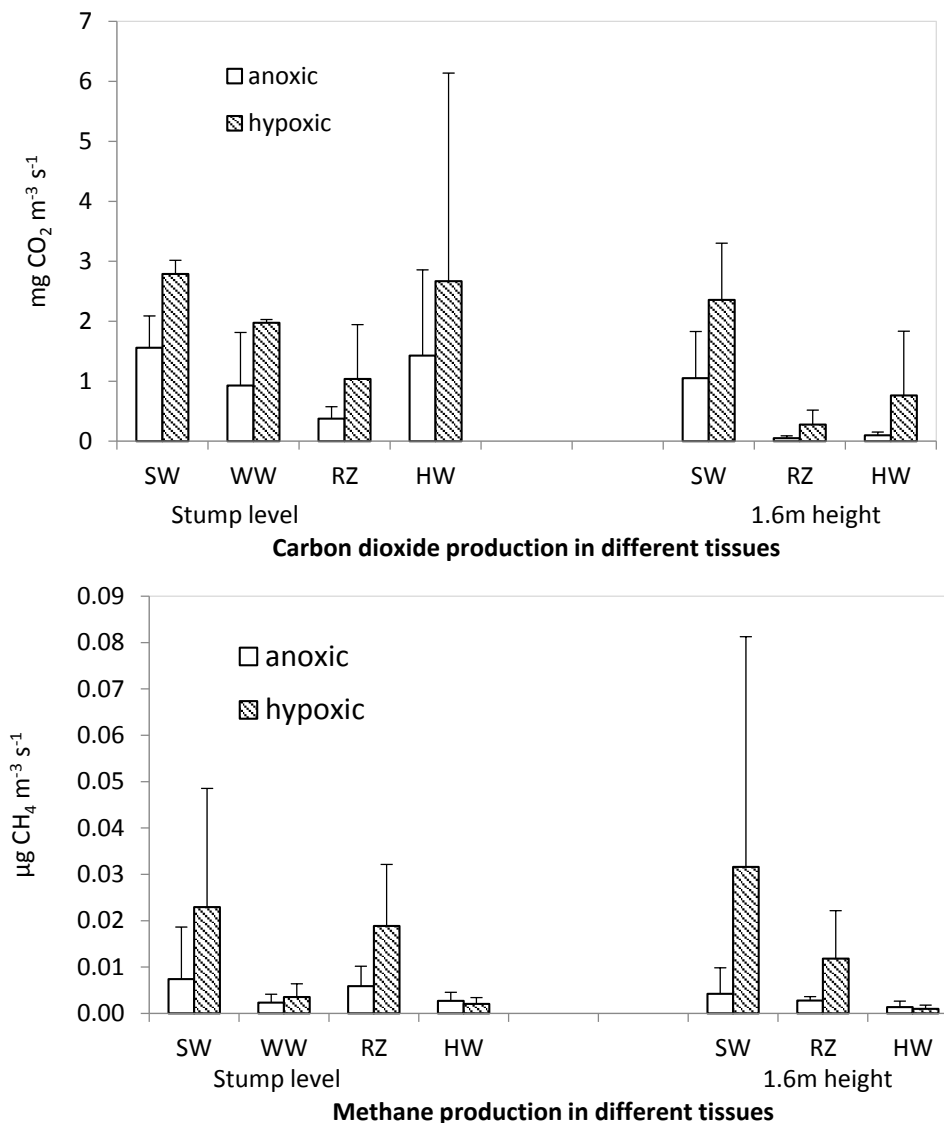 7
6
5
4
3
2
1
0
mg CO₂ m⁻³ s⁻¹
anoxic
hypoxic
SW WW RZ HW SW RZ HW
Stump level 1.6m height
Carbon dioxide production in different tissues
0.09
0.08
0.07
0.06
0.05
0.04
0.03
0.02
0.01
0.00
µg CH₄ m⁻³ s⁻¹
anoxic
hypoxic
SW WW RZ HW SW RZ HW
Stump level 1.6m height
Methane production in different tissues